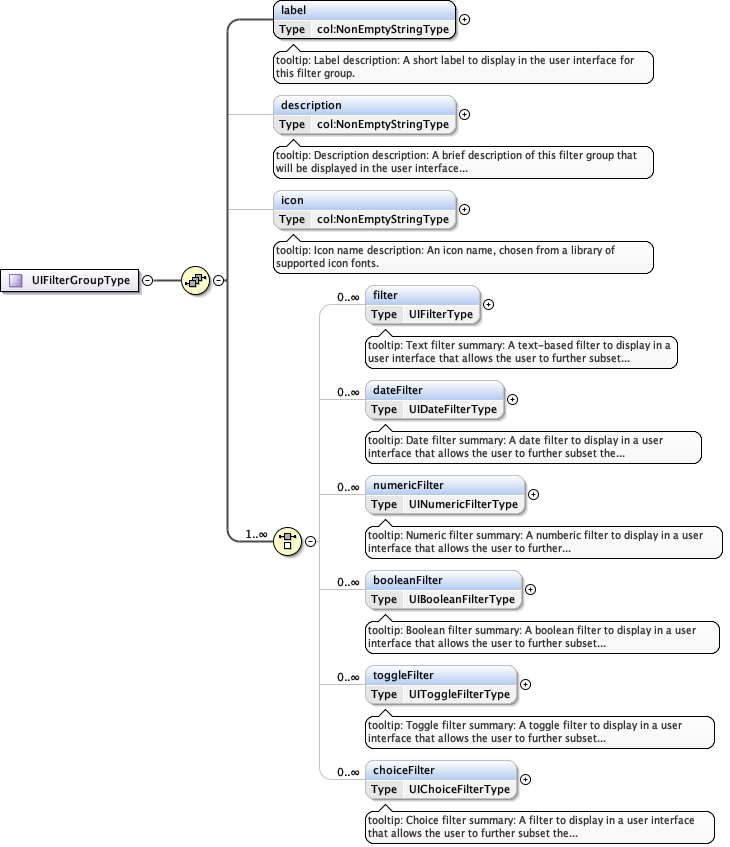 label
Type col:NonEmptyStringType
tooltip: Label description: A short label to display in the user interface for
this filter group.
description
Type col:NonEmptyStringType
tooltip: Description description: A brief description of this filter group that
will be displayed in the user interface...
icon
Type col:NonEmptyStringType
tooltip: Icon name description: An icon name, chosen from a library of
supported icon fonts.
UIFilterGroupType
0..∞
filter
Type UIFilterType
tooltip: Text filter summary: A text-based filter to display in a
user interface that allows the user to further subset...
0..∞
dateFilter
Type UIDateFilterType
tooltip: Date filter summary: A date filter to display in a user
interface that allows the user to further subset the...
0..∞
numericFilter
Type UINumericFilterType
tooltip: Numeric filter summary: A numberic filter to display in a user
interface that allows the user to further...
1..∞
0..∞
booleanFilter
Type UIBooleanFilterType
tooltip: Boolean filter summary: A boolean filter to display in a user
interface that allows the user to further subset...
0..∞
toggleFilter
Type UIToggleFilterType
tooltip: Toggle filter summary: A toggle filter to display in a user
interface that allows the user to further subset...
0..∞
choiceFilter
Type UIChoiceFilterType
tooltip: Choice filter summary: A filter to display in a user interface
that allows the user to further subset the...